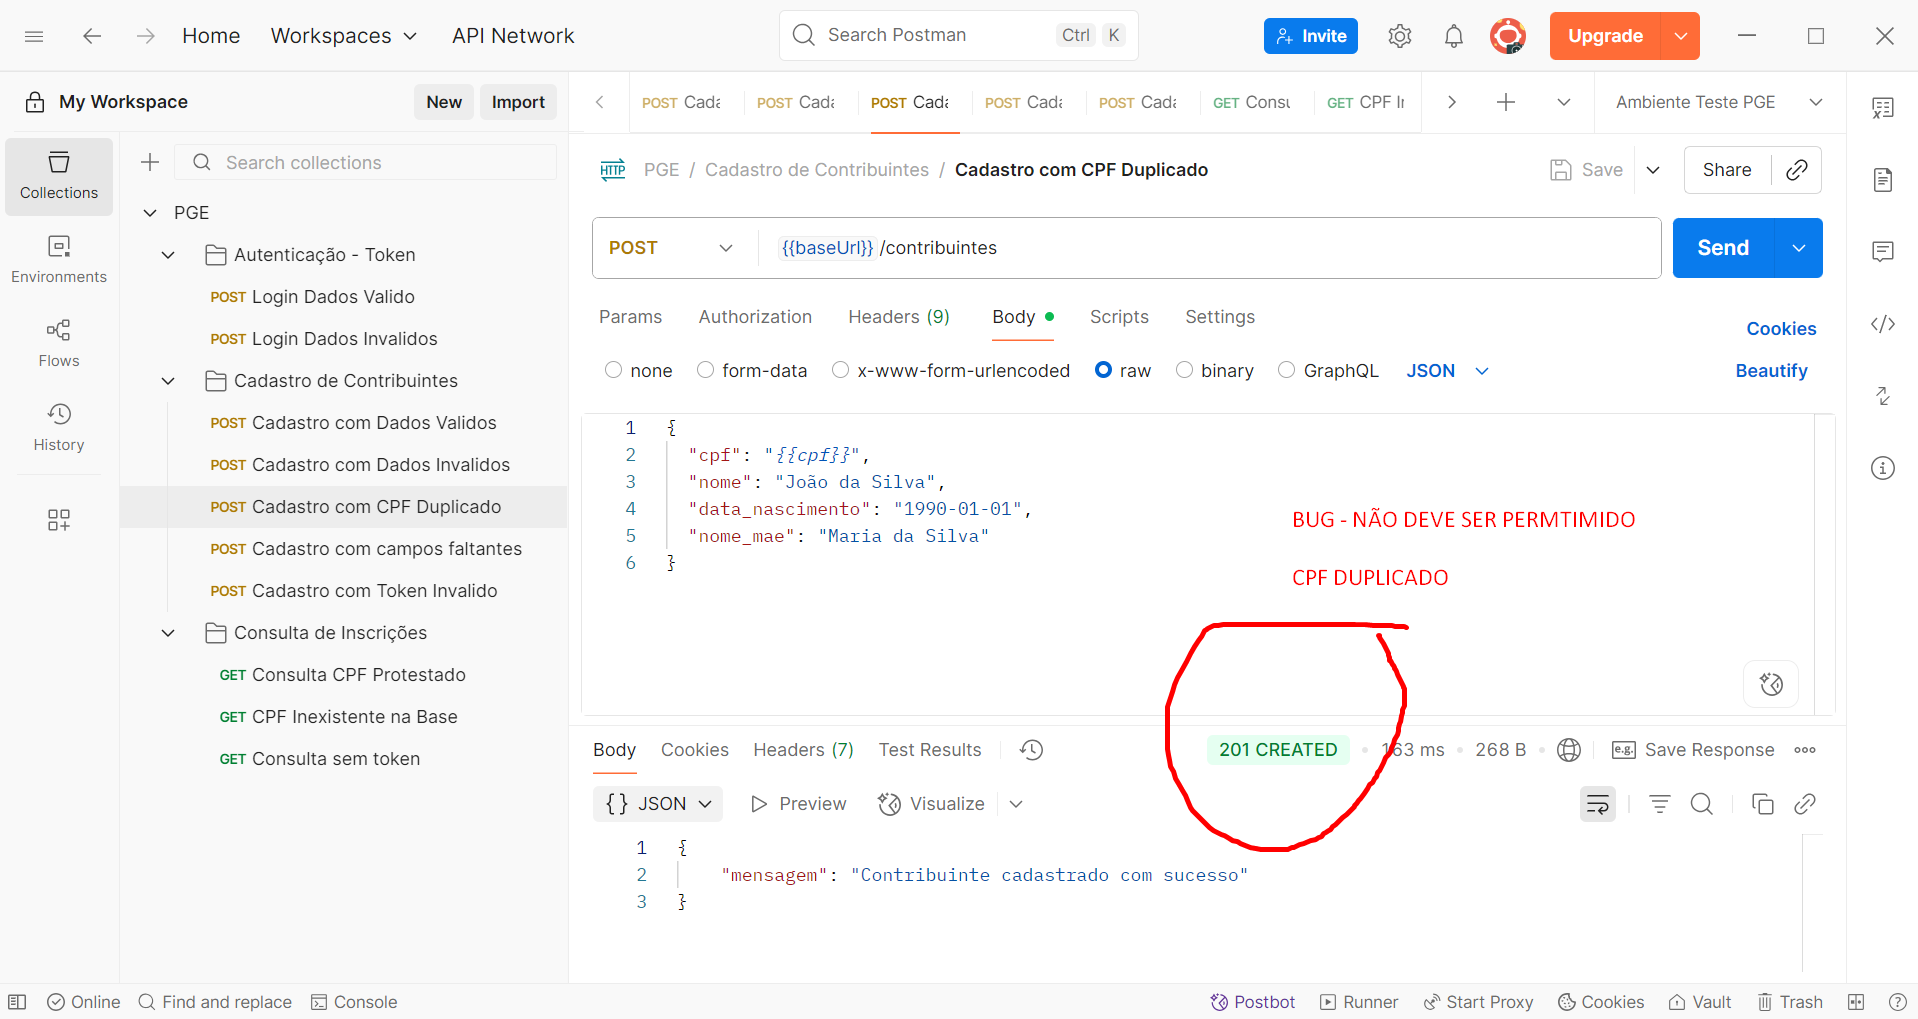 Home Workspaces API Network Search Postman Ctrl K Invite Upgrade
My Workspace New Import
POST Cada POST Cada POST Cada POST Cada POST Cada GET Consu GET CPF Ir Ambiente Teste PGE
Collections
Environments
Flows
History
Search collections
PGE
Autenticação - Token
POST Login Dados Valido
POST Login Dados Invalidos
Cadastro de Contribuintes
POST Cadastro com Dados Validos
POST Cadastro com Dados Invalidos
POST Cadastro com CPF Duplicado
POST Cadastro com campos faltantes
POST Cadastro com Token Invalido
Consulta de Inscrições
GET Consulta CPF Protestado
GET CPF Inexistente na Base
GET Consulta sem token
HTTP PGE / Cadastro de Contribuintes / Cadastro com CPF Duplicado Save Share
POST {{baseUrl}} /contribuintes Send
Params Authorization Headers (9) Body Scripts Settings Cookies
none form-data x-www-form-urlencoded raw binary GraphQL JSON Beautify
1 {
2 "cpf": "{{cpf}}",
3 "nome": "João da Silva",
4 "data_nascimento": "1990-01-01",
5 "nome_mae": "Maria da Silva"
6 }
BUG - NÃO DEVE SER PERMTIMIDO
CPF DUPLICADO
Body Cookies Headers (7) Test Results 201 CREATED 163 ms 268 B e.g. Save Response
{} JSON Preview Visualize
1 {
2 "mensagem": "Contribuinte cadastrado com sucesso"
3 }
Online Find and replace Console Postbot Runner Start Proxy Cookies Vault Trash